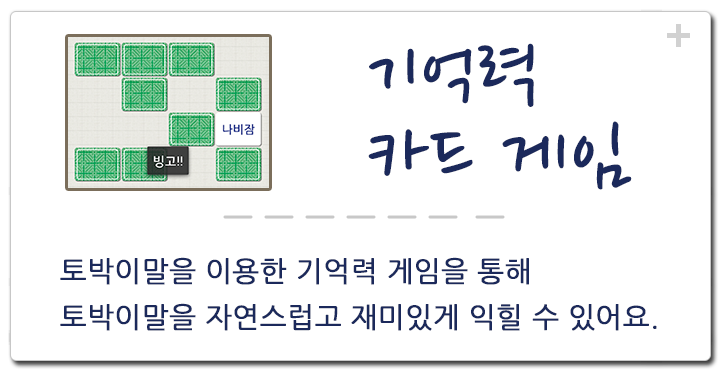 나비잠
빙고!!
기억력
카드 게임
토박이말을 이용한 기억력 게임을 통해
토박이말을 자연스럽고 재미있게 익힐 수 있어요.